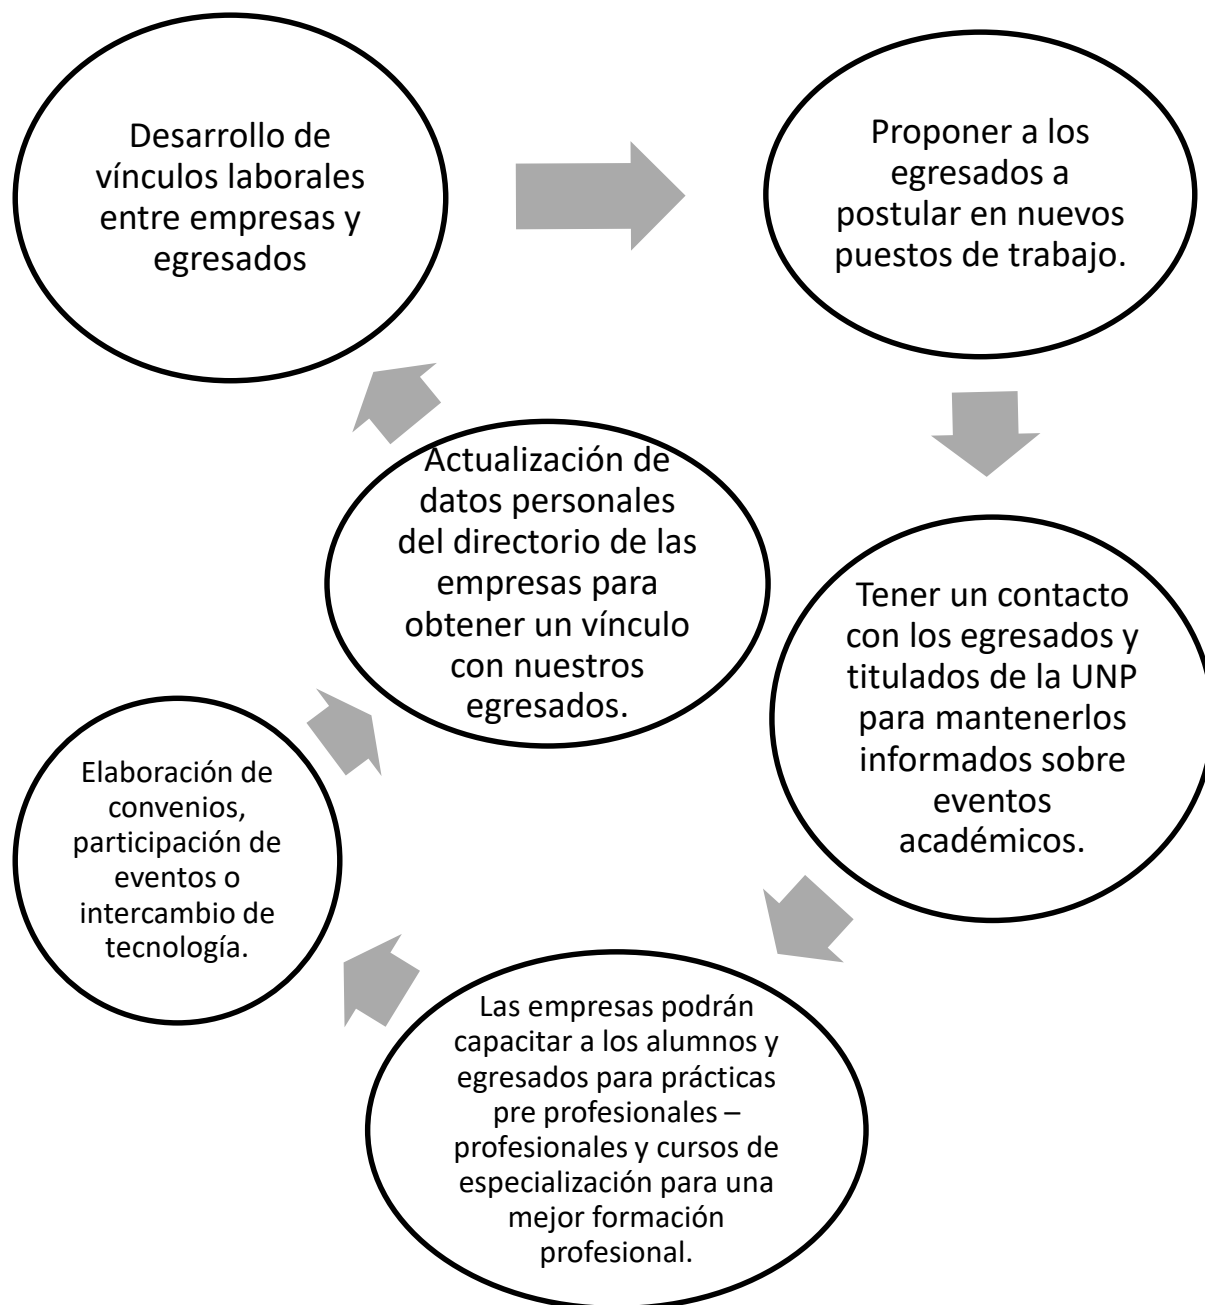 Desarrollo de
vínculos laborales
entre empresas y
egresados
Proponer a los
egresados a
postular en nuevos
puestos de trabajo.
Tener un contacto
con los egresados y
titulados de la UNP
para mantenerlos
informados sobre
eventos
académicos.
Las empresas podrán
capacitar a los alumnos y
egresados para prácticas
pre profesionales –
profesionales y cursos de
especialización para una
mejor formación
profesional.
Elaboración de
convenios,
participación de
eventos o
intercambio de
tecnología.
Actualización de
datos personales
del directorio de las
empresas para
obtener un vínculo
con nuestros
egresados.